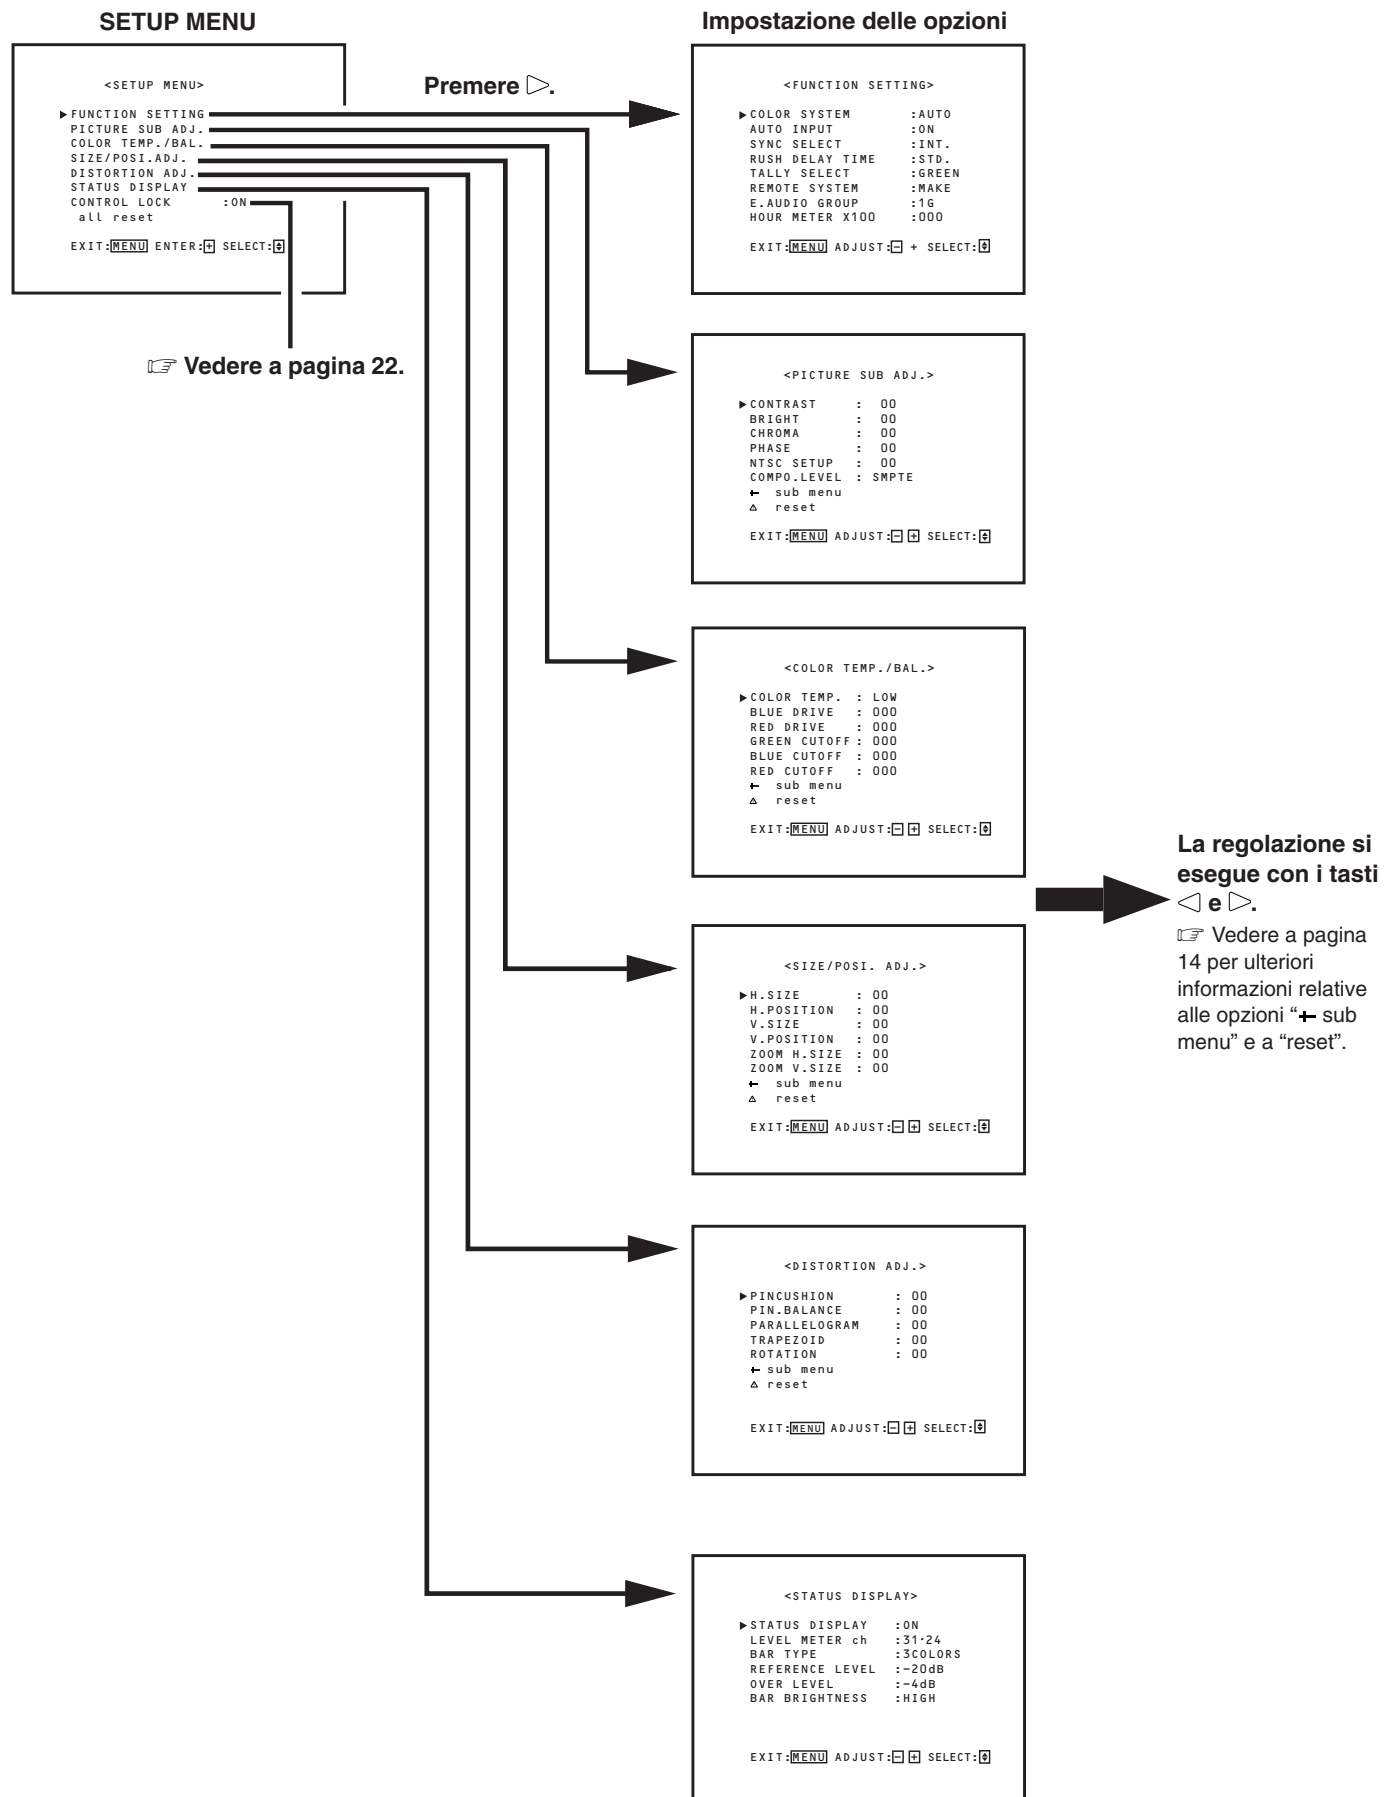 SETUP MENU
<SETUP MENU>
▶FUNCTION SETTING
PICTURE SUB ADJ.
COLOR TEMP./BAL.
SIZE/POSI.ADJ.
DISTORTION ADJ.
STATUS DISPLAY
CONTROL LOCK :ON
all reset
EXIT:MENU ENTER:+ SELECT:
☞ Vedere a pagina 22.
Premere ▷.
Impostazione delle opzioni
<FUNCTION SETTING>
▶COLOR SYSTEM :AUTO
AUTO INPUT :ON
SYNC SELECT :INT.
RUSH DELAY TIME :STD.
TALLY SELECT :GREEN
REMOTE SYSTEM :MAKE
E.AUDIO GROUP :1G
HOUR METER X100 :000
EXIT:MENU ADJUST:- + SELECT:
<PICTURE SUB ADJ.>
▶CONTRAST : 00
BRIGHT : 00
CHROMA : 00
PHASE : 00
NTSC SETUP : 00
COMPO.LEVEL : SMPTE
← sub menu
△ reset
EXIT:MENU ADJUST:- + SELECT:
<COLOR TEMP./BAL.>
▶COLOR TEMP. : LOW
BLUE DRIVE : 000
RED DRIVE : 000
GREEN CUTOFF : 000
BLUE CUTOFF : 000
RED CUTOFF : 000
← sub menu
△ reset
EXIT:MENU ADJUST:- + SELECT:
<SIZE/POSI. ADJ.>
▶H.SIZE : 00
H.POSITION : 00
V.SIZE : 00
V.POSITION : 00
ZOOM H.SIZE : 00
ZOOM V.SIZE : 00
← sub menu
△ reset
EXIT:MENU ADJUST:- + SELECT:
<DISTORTION ADJ.>
▶PINCUSHION : 00
PIN.BALANCE : 00
PARALLELOGRAM : 00
TRAPEZOID : 00
ROTATION : 00
← sub menu
△ reset
EXIT:MENU ADJUST:- + SELECT:
<STATUS DISPLAY>
▶STATUS DISPLAY :ON
LEVEL METER ch :31·24
BAR TYPE :3COLORS
REFERENCE LEVEL :-20dB
OVER LEVEL :-4dB
BAR BRIGHTNESS :HIGH
EXIT:MENU ADJUST:- + SELECT:
La regolazione si
esegue con i tasti
◁ e ▷.
☞ Vedere a pagina
14 per ulteriori
informazioni relative
alle opzioni “← sub
menu” e a “reset”.